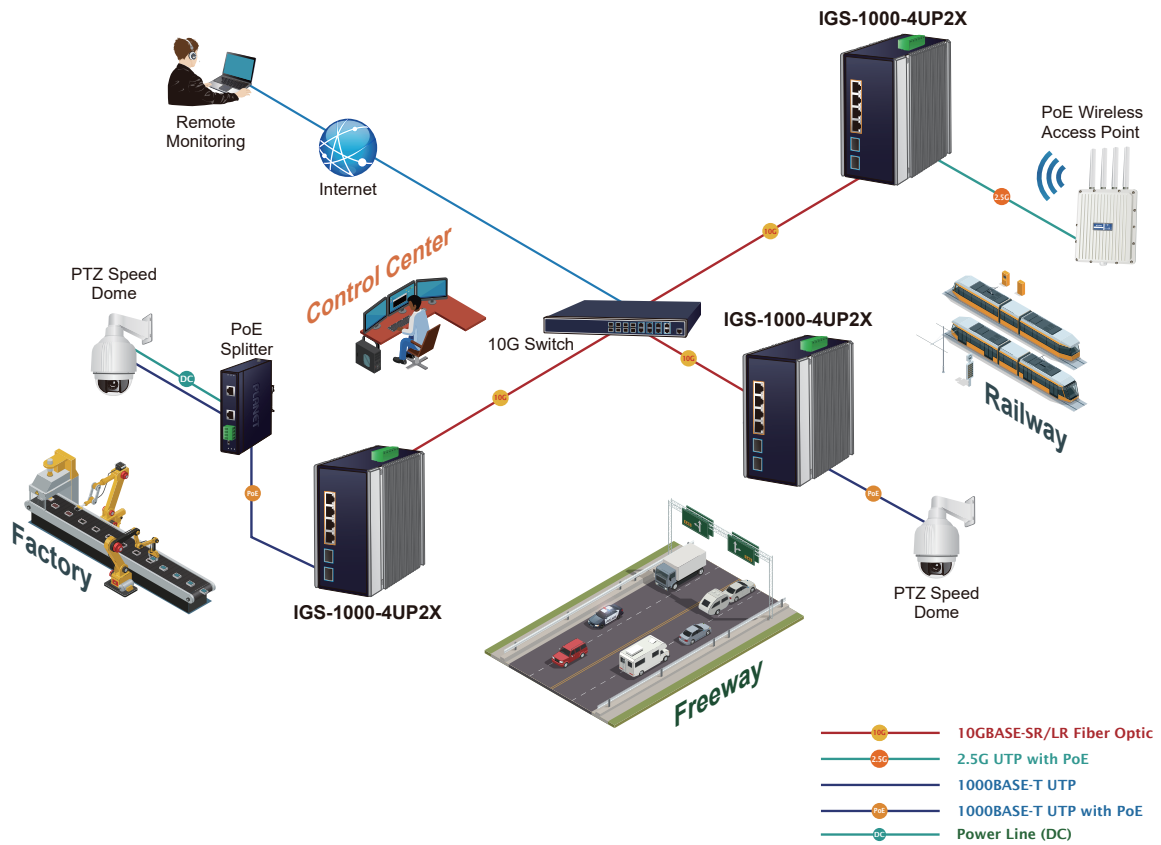 IGS-1000-4UP2X
Remote
Monitoring
Internet
PoE Wireless
Access Point
2.5G
10G
Control Center
PTZ Speed
Dome
PoE
Splitter
DC
PLANET
10G Switch
IGS-1000-4UP2X
10G
10G
Railway
PoE
PoE
Factory
IGS-1000-4UP2X
PTZ Speed
Dome
Freeway
10G
10GBASE-SR/LR Fiber Optic
2.5G
2.5G UTP with PoE
1000BASE-T UTP
PoE
1000BASE-T UTP with PoE
DC
Power Line (DC)